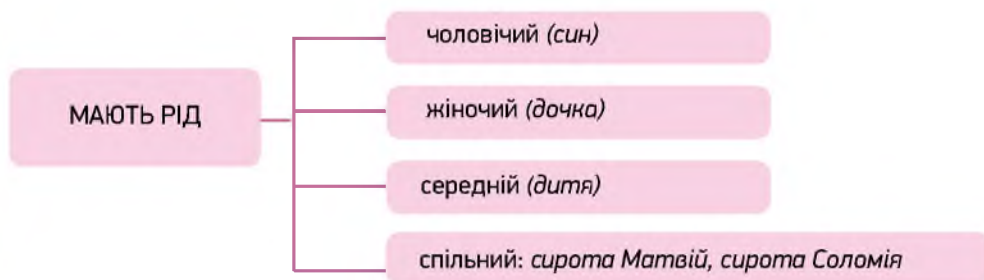 МАЮТЬ РІД
чоловічий (син)
жіночий (дочка)
середній (дитя)
спільний: сирота Матвій, сирота Соломія